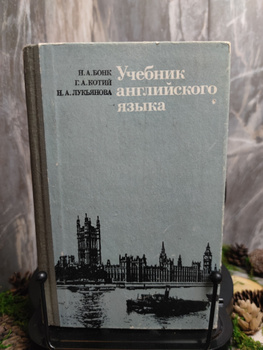 Н. А. БОНК
Г. А. КОТИЙ
Н. А. ЛУКЬЯНОВА
Учебник
английского
языка